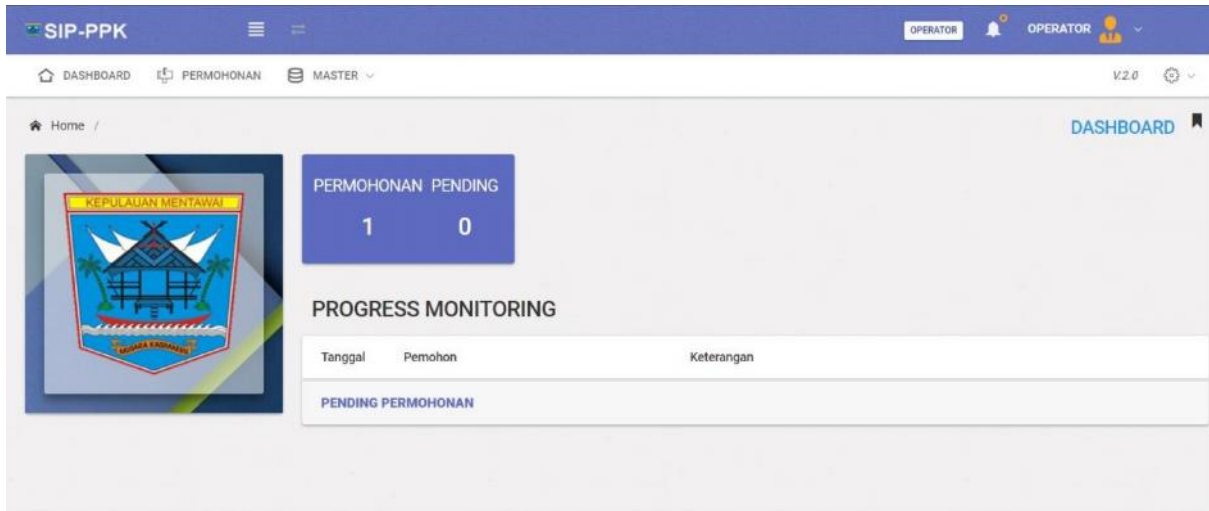 SIP-PPK
OPERATOR
OPERATOR
DASHBOARD
PERMOHONAN
MASTER
V.2.0
Home /
DASHBOARD
KEPULAUAN MENTAWAI
PERMOHONAN PENDING
1 0
PROGRESS MONITORING
Tanggal Pemohon Keterangan
PENDING PERMOHONAN